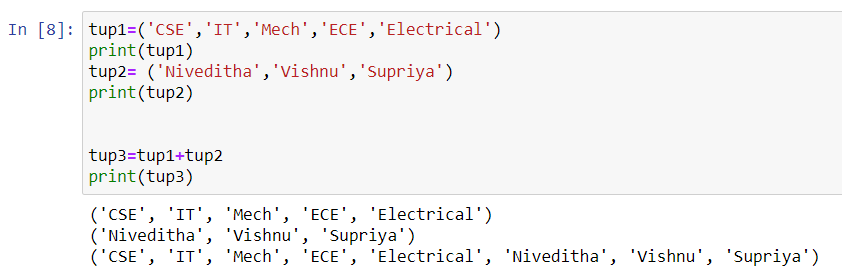 In [8]: tup1=('CSE','IT','Mech','ECE','Electrical')
print(tup1)
tup2= ('Niveditha','Vishnu','Supriya')
print(tup2)
tup3=tup1+tup2
print(tup3)
('CSE', 'IT', 'Mech', 'ECE', 'Electrical')
('Niveditha', 'Vishnu', 'Supriya')
('CSE', 'IT', 'Mech', 'ECE', 'Electrical', 'Niveditha', 'Vishnu', 'Supriya')